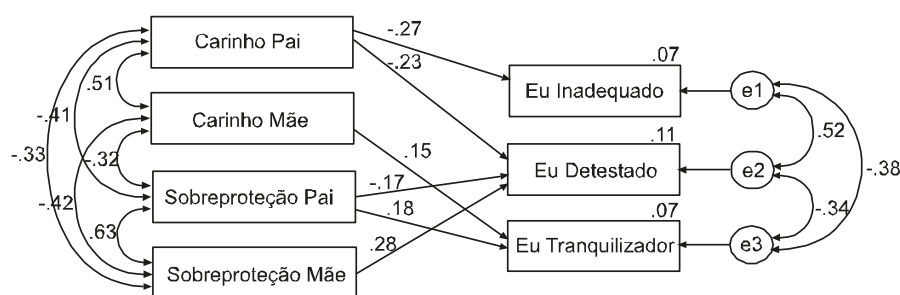 Carinho Pai
Carinho Mãe
Sobreproteção Pai
Sobreproteção Mãe
.51
-.41
-.33
-.32
-.42
.63
-.27
-.23
.15
-.17
.18
.28
.07
Eu Inadequado
.11
Eu Detestado
.07
Eu Tranquilizador
e1
e2
e3
.52
-.38
-.34